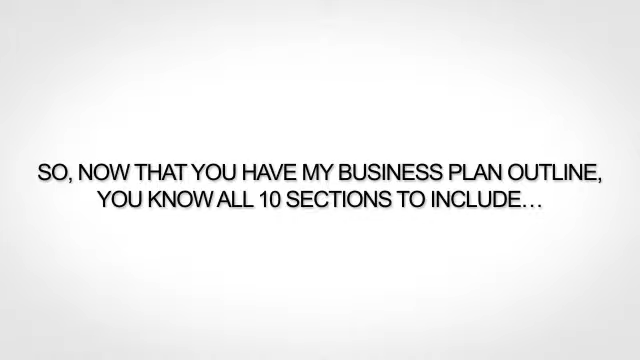 SO, NOW THAT YOU HAVE MY BUSINESS PLAN OUTLINE,
YOU KNOW ALL 10 SECTIONS TO INCLUDE…